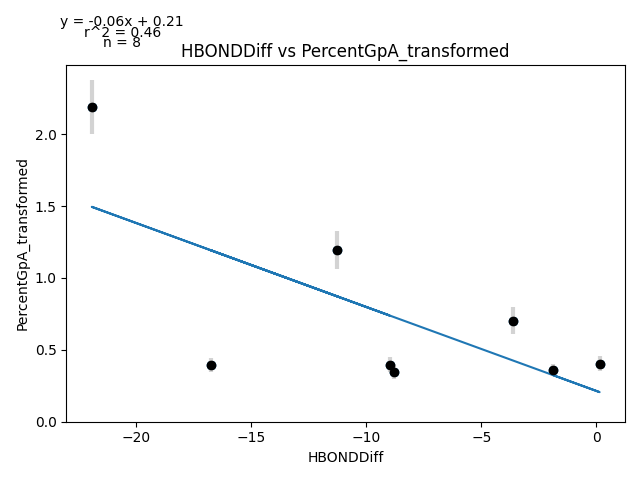 y = -0.06x + 0.21
r^2 = 0.46
n = 8
HBONDDiff vs PercentGpA_transformed
PercentGpA_transformed
2.0
1.5
1.0
0.5
0.0
−20
−15
−10
−5
0
HBONDDiff